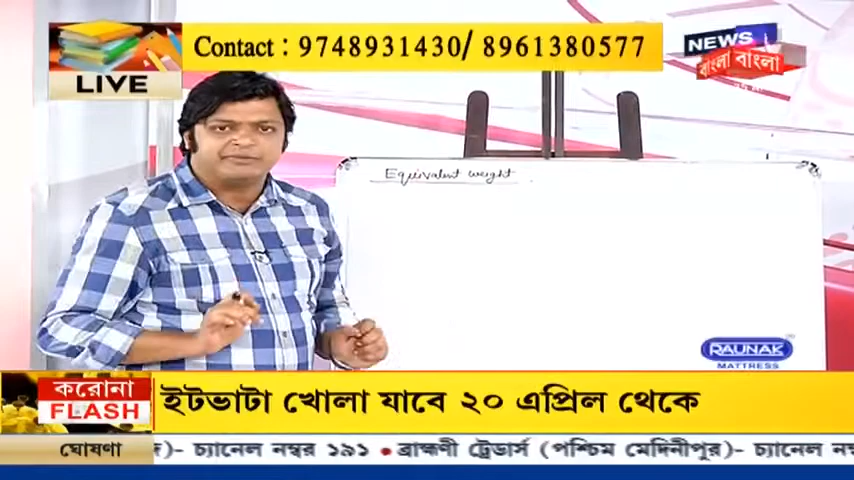 Contact : 9748931430/ 8961380577
LIVE
NEWS
বাংলা বাংলা
Equivalent weight
RAUNAK
MATTRESS
করোনা
FLASH
ইটভাটা খোলা যাবে ২০ এপ্রিল থেকে
ঘোষণা
)- চ্যানেল নম্বর ১৯১ ● ব্রাহ্মণী ট্রেডার্স (পশ্চিম মেদিনীপুর)- চ্যানেল